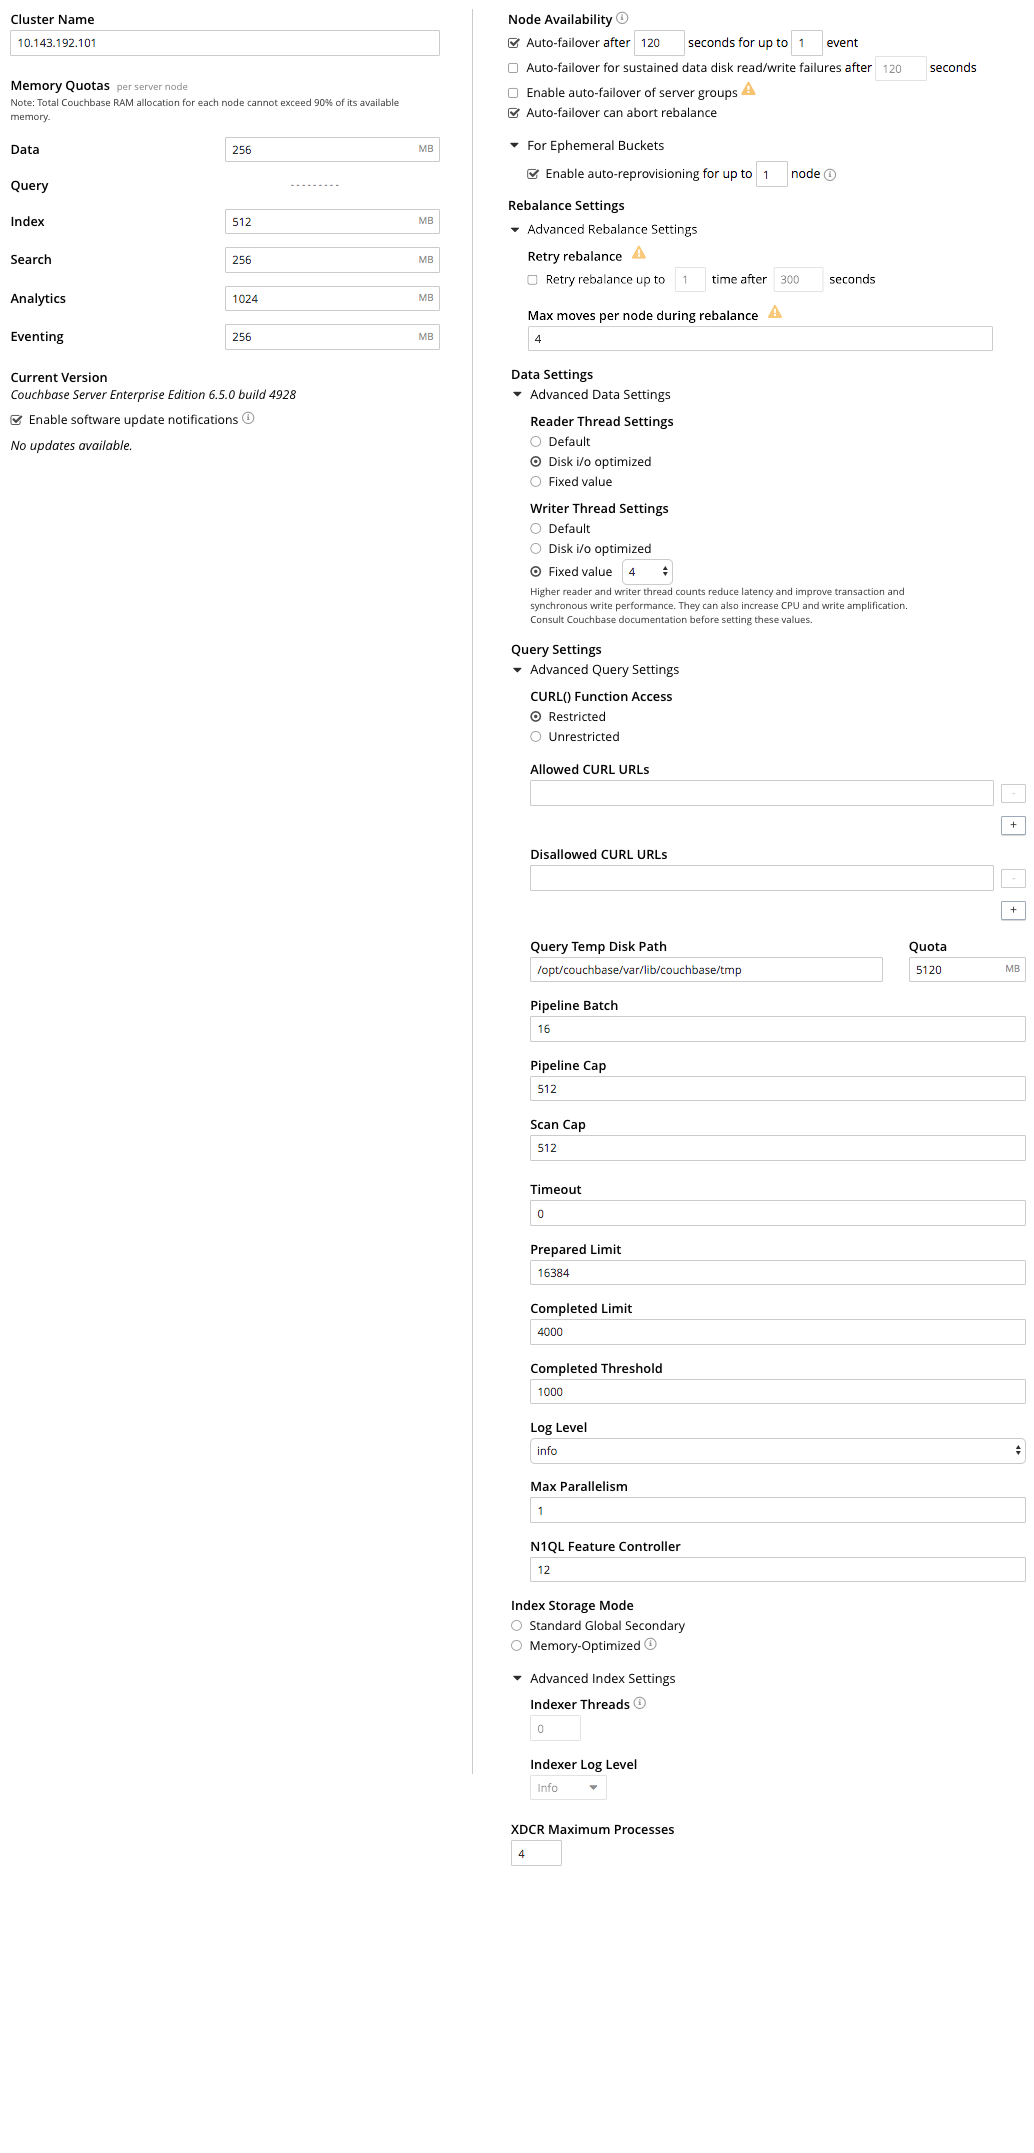 Cluster Name
10.143.192.101
Memory Quotas per server node
Note: Total Couchbase RAM allocation for each node cannot exceed 90% of its available
memory.
Data 256 MB
Query ---------
Index 512 MB
Search 256 MB
Analytics 1024 MB
Eventing 256 MB
Current Version
Couchbase Server Enterprise Edition 6.5.0 build 4928
Enable software update notifications
No updates available.
Node Availability
Auto-failover after 120 seconds for up to 1 event
Auto-failover for sustained data disk read/write failures after 120 seconds
Enable auto-failover of server groups
Auto-failover can abort rebalance
For Ephemeral Buckets
Enable auto-reprovisioning for up to 1 node
Rebalance Settings
Advanced Rebalance Settings
Retry rebalance
Retry rebalance up to 1 time after 300 seconds
Max moves per node during rebalance
4
Data Settings
Advanced Data Settings
Reader Thread Settings
Default
Disk i/o optimized
Fixed value
Writer Thread Settings
Default
Disk i/o optimized
Fixed value 4
Higher reader and writer thread counts reduce latency and improve transaction and
synchronous write performance. They can also increase CPU and write amplification.
Consult Couchbase documentation before setting these values.
Query Settings
Advanced Query Settings
CURL() Function Access
Restricted
Unrestricted
Allowed CURL URLs
-
+
Disallowed CURL URLs
-
+
Query Temp Disk Path Quota
/opt/couchbase/var/lib/couchbase/tmp 5120 MB
Pipeline Batch
16
Pipeline Cap
512
Scan Cap
512
Timeout
0
Prepared Limit
16384
Completed Limit
4000
Completed Threshold
1000
Log Level
info
Max Parallelism
1
N1QL Feature Controller
12
Index Storage Mode
Standard Global Secondary
Memory-Optimized
Advanced Index Settings
Indexer Threads
0
Indexer Log Level
Info
XDCR Maximum Processes
4